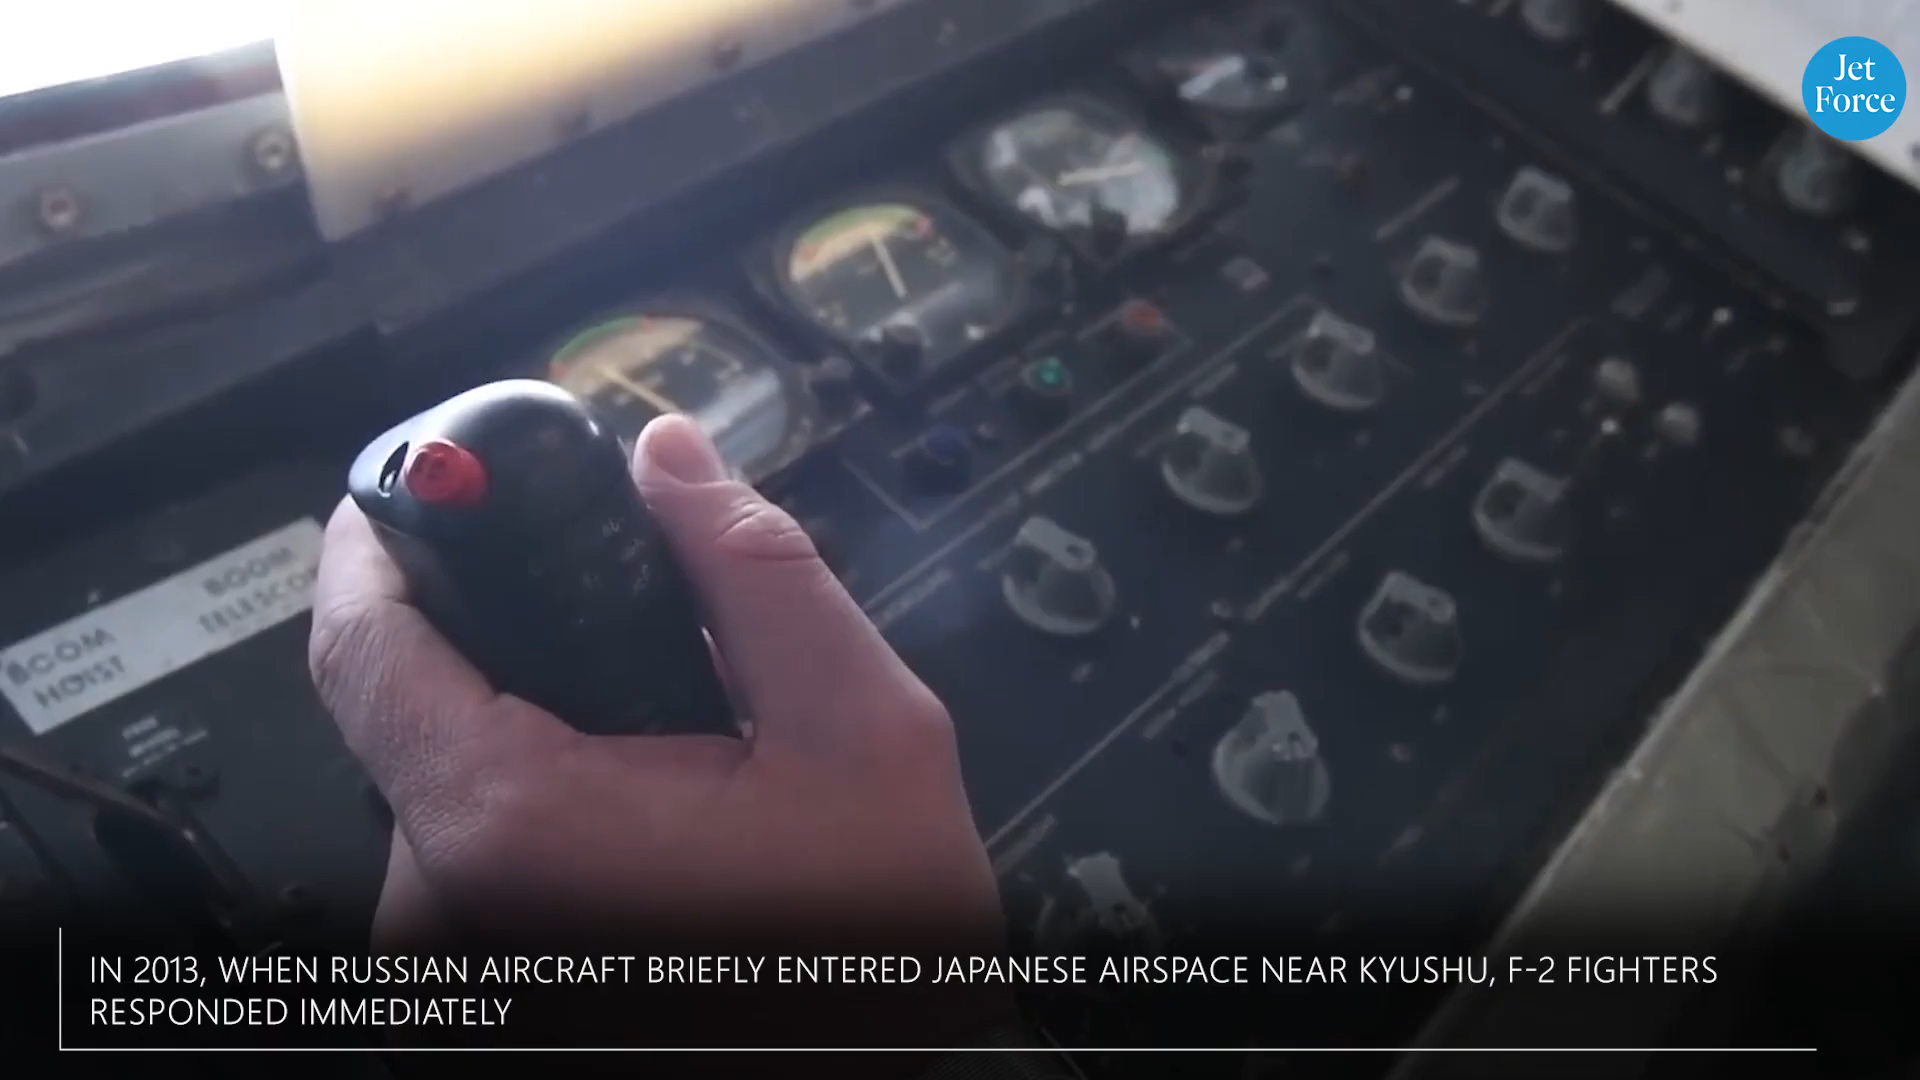 Jet
Force
BOOM
TELESCO
BOOM
HOIST
IN 2013, WHEN RUSSIAN AIRCRAFT BRIEFLY ENTERED JAPANESE AIRSPACE NEAR KYUSHU, F-2 FIGHTERS
RESPONDED IMMEDIATELY